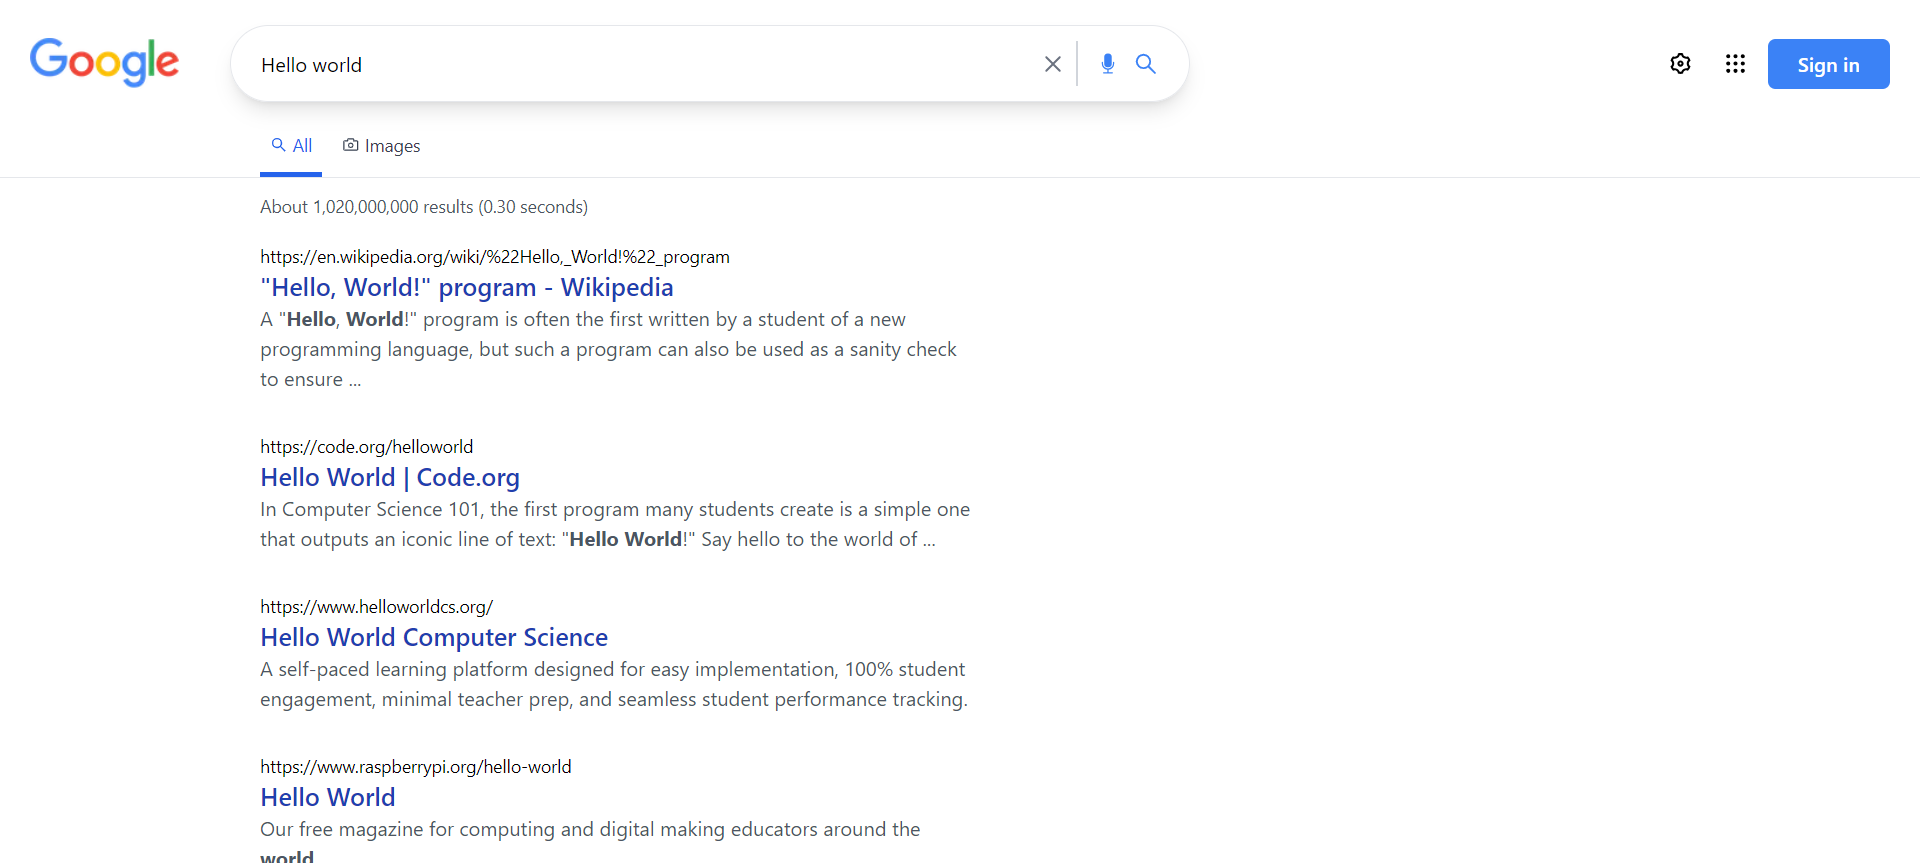 Google
Hello world
Sign in
All
Images
About 1,020,000,000 results (0.30 seconds)
https://en.wikipedia.org/wiki/%22Hello,_World!%22_program
"Hello, World!" program - Wikipedia
A "Hello, World!" program is often the first written by a student of a new
programming language, but such a program can also be used as a sanity check
to ensure ...
https://code.org/helloworld
Hello World | Code.org
In Computer Science 101, the first program many students create is a simple one
that outputs an iconic line of text: "Hello World!" Say hello to the world of ...
https://www.helloworldcs.org/
Hello World Computer Science
A self-paced learning platform designed for easy implementation, 100% student
engagement, minimal teacher prep, and seamless student performance tracking.
https://www.raspberrypi.org/hello-world
Hello World
Our free magazine for computing and digital making educators around the
world